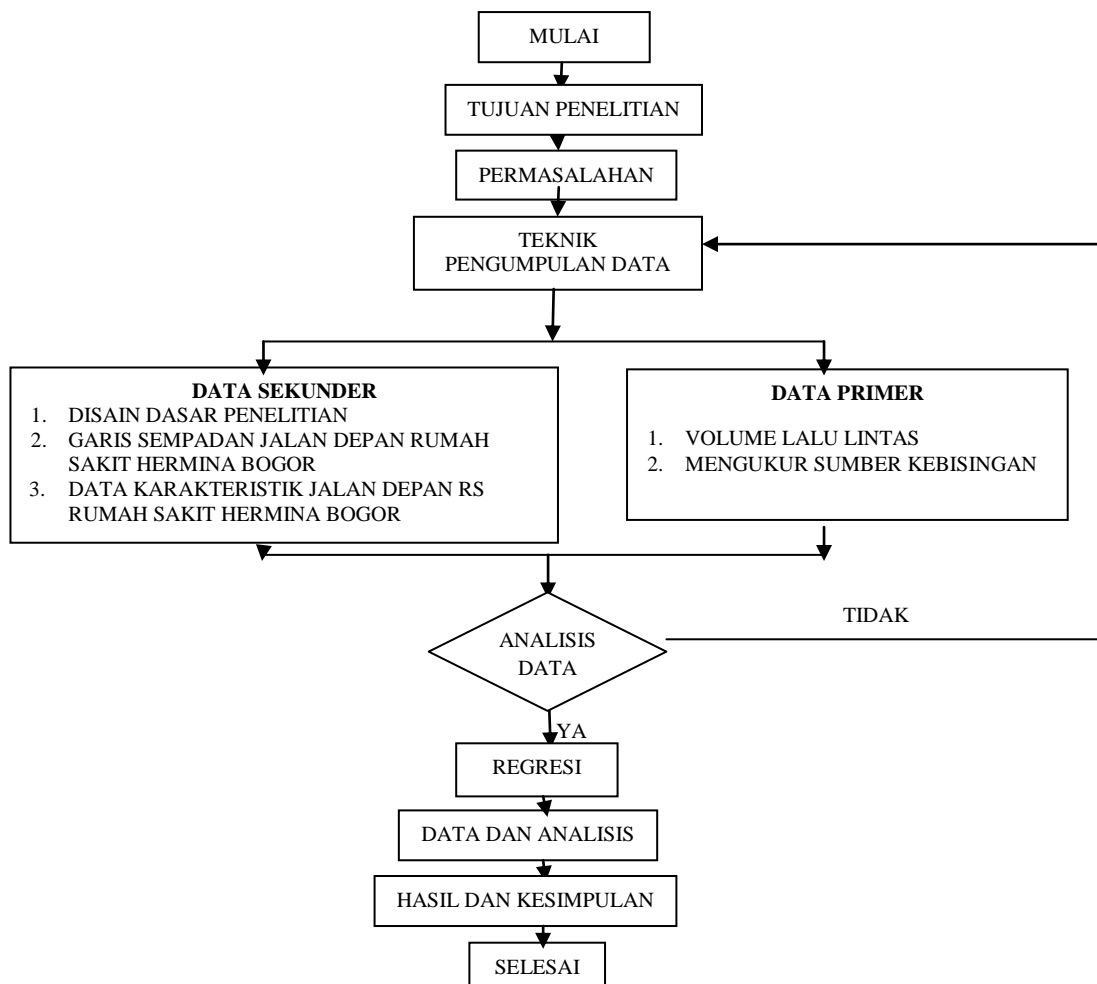 MULAI
TUJUAN PENELITIAN
PERMASALAHAN
TEKNIK
PENGUMPULAN DATA
DATA SEKUNDER
1. DISAIN DASAR PENELITIAN
2. GARIS SEMPADAN JALAN DEPAN RUMAH
SAKIT HERMINA BOGOR
3. DATA KARAKTERISTIK JALAN DEPAN RS
RUMAH SAKIT HERMINA BOGOR
DATA PRIMER
1. VOLUME LALU LINTAS
2. MENGUKUR SUMBER KEBISINGAN
ANALISIS
DATA
TIDAK
YA
REGRESI
DATA DAN ANALISIS
HASIL DAN KESIMPULAN
SELESAI